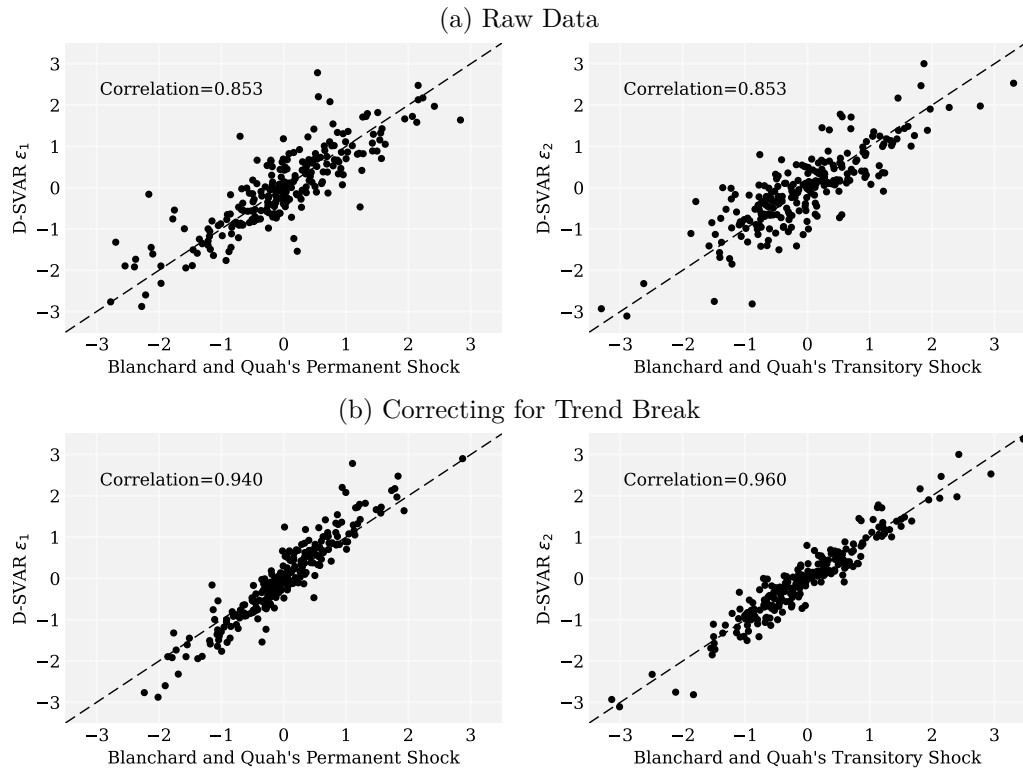 (a) Raw Data
Correlation=0.853
D-SVAR ε₁
3
2
1
0
−1
−2
−3
−3 −2 −1 0 1 2 3
Blanchard and Quah's Permanent Shock
Correlation=0.853
D-SVAR ε₂
3
2
1
0
−1
−2
−3
−3 −2 −1 0 1 2 3
Blanchard and Quah's Transitory Shock
(b) Correcting for Trend Break
Correlation=0.940
D-SVAR ε₁
3
2
1
0
−1
−2
−3
−3 −2 −1 0 1 2 3
Blanchard and Quah's Permanent Shock
Correlation=0.960
D-SVAR ε₂
3
2
1
0
−1
−2
−3
−3 −2 −1 0 1 2 3
Blanchard and Quah's Transitory Shock